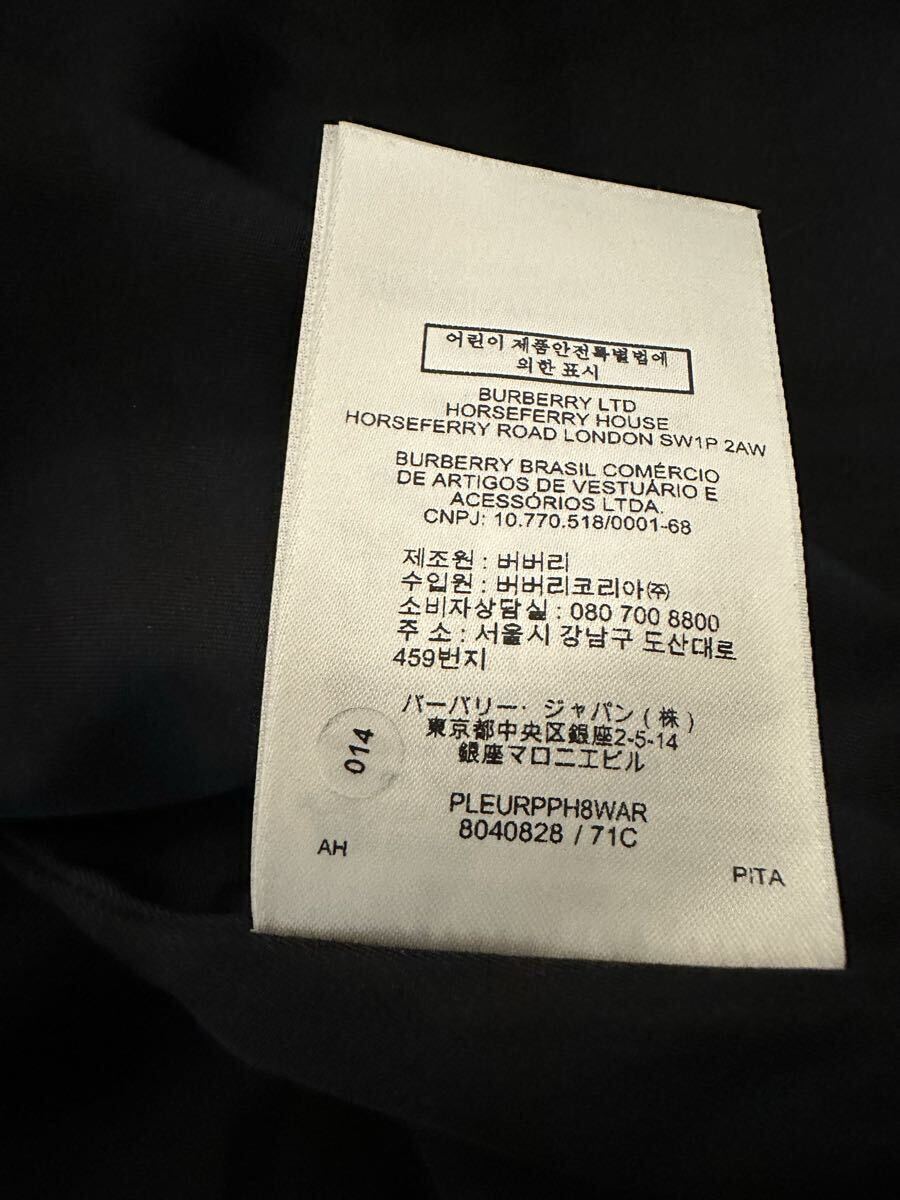 어린이 제품안전특별법에
의한 표시
BURBERRY LTD
HORSEFERRY HOUSE
HORSEFERRY ROAD LONDON SW1P 2AW
BURBERRY BRASIL COMÉRCIO
DE ARTIGOS DE VESTUÁRIO E
ACESSÓRIOS LTDA.
CNPJ: 10.770.518/0001-68
제조원 : 버버리
수입원 : 버버리코리아㈜
소비자상담실 : 080 700 8800
주 소 : 서울시 강남구 도산대로
459번지
バーバリー・ジャパン(株)
東京都中央区銀座2-5-14
銀座マロニエビル
014
PLEURPPH8WAR
8040828 / 71C
AH
PITA